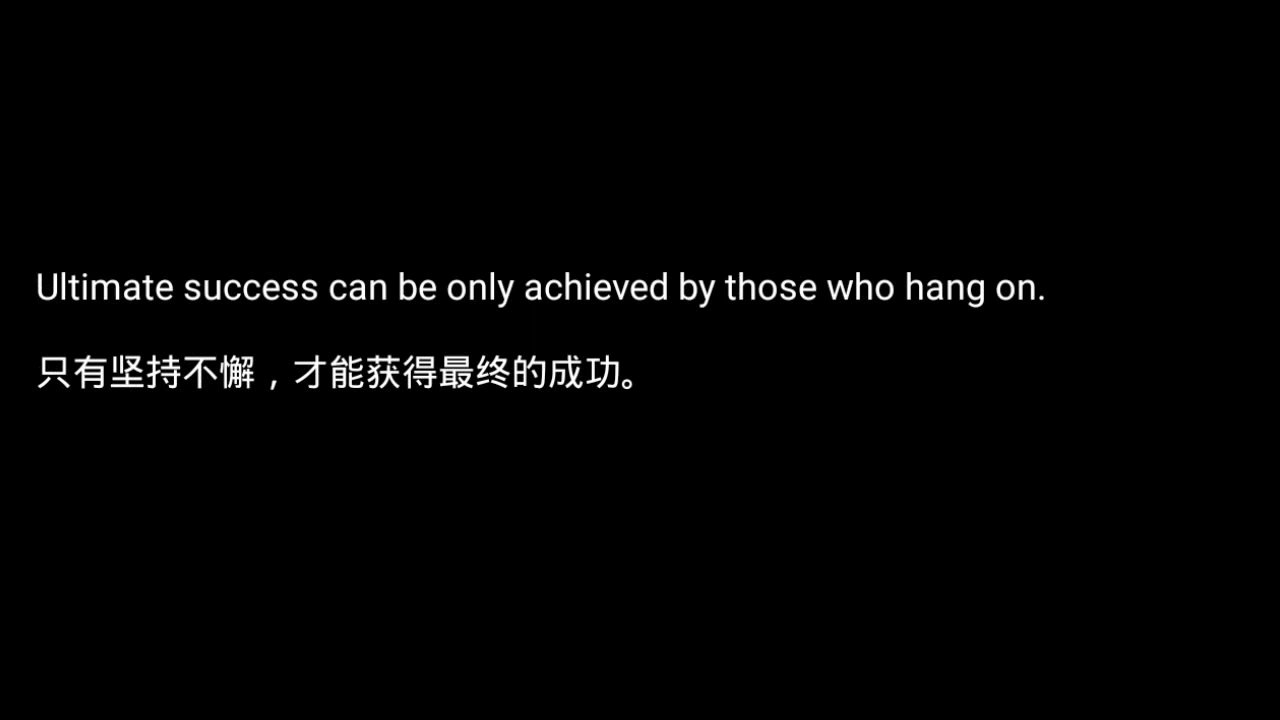 Ultimate success can be only achieved by those who hang on.
只有坚持不懈，才能获得最终的成功。